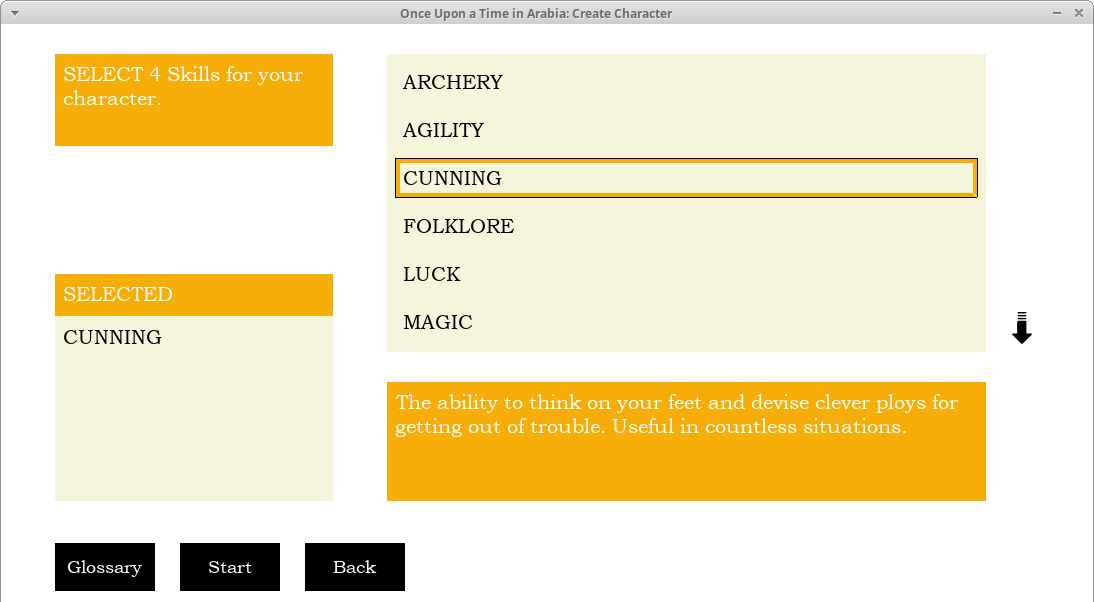 Once Upon a Time in Arabia: Create Character
SELECT 4 Skills for your
character.
SELECTED
CUNNING
ARCHERY
AGILITY
CUNNING
FOLKLORE
LUCK
MAGIC
The ability to think on your feet and devise clever ploys for
getting out of trouble. Useful in countless situations.
Glossary
Start
Back